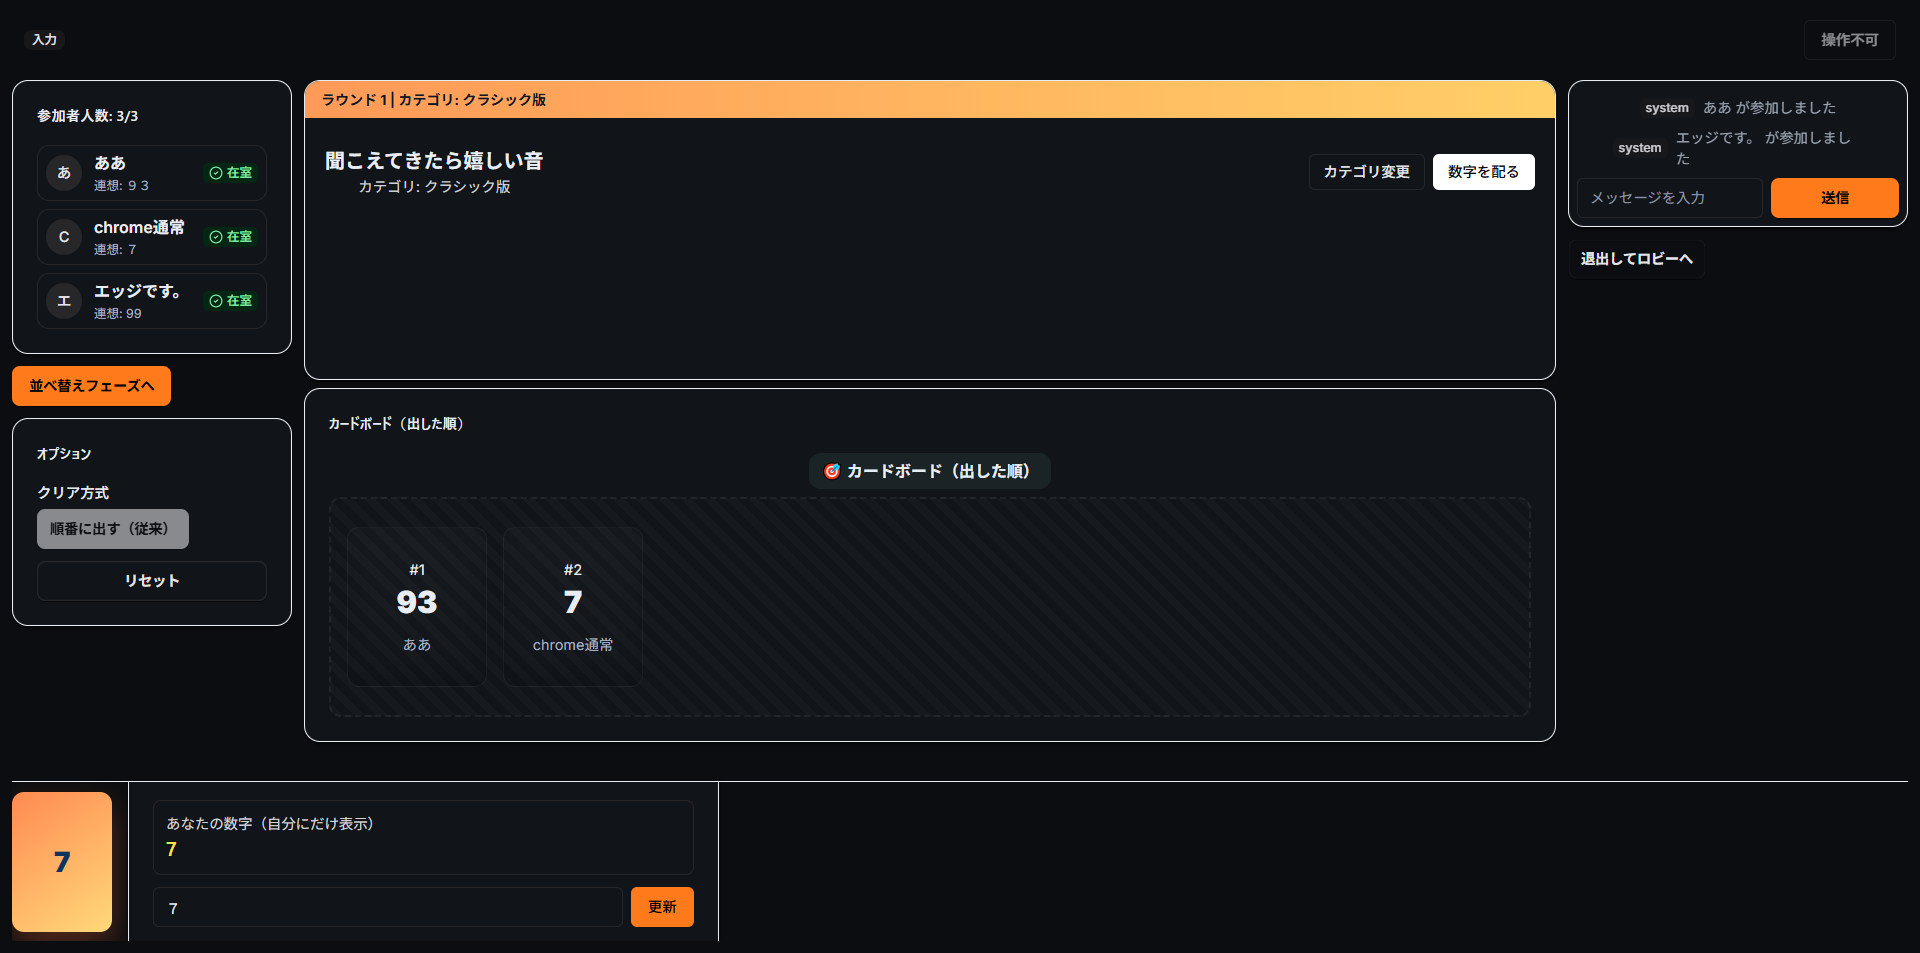 入力
操作不可
参加者人数: 3/3
あ
ああ
連想: 9 3
在室
C
chrome通常
連想: 7
在室
エ
エッジです。
連想: 99
在室
並べ替えフェーズへ
オプション
クリア方式
順番に出す（従来）
リセット
ラウンド 1 | カテゴリ: クラシック版
聞こえてきたら嬉しい音
カテゴリ: クラシック版
カテゴリ変更
数字を配る
カードボード（出した順）
🎯 カードボード（出した順）
#1
93
ああ
#2
7
chrome通常
system ああ が参加しました
system エッジです。 が参加しまし
た
メッセージを入力
送信
退出してロビーへ
7
あなたの数字（自分にだけ表示）
7
7
更新